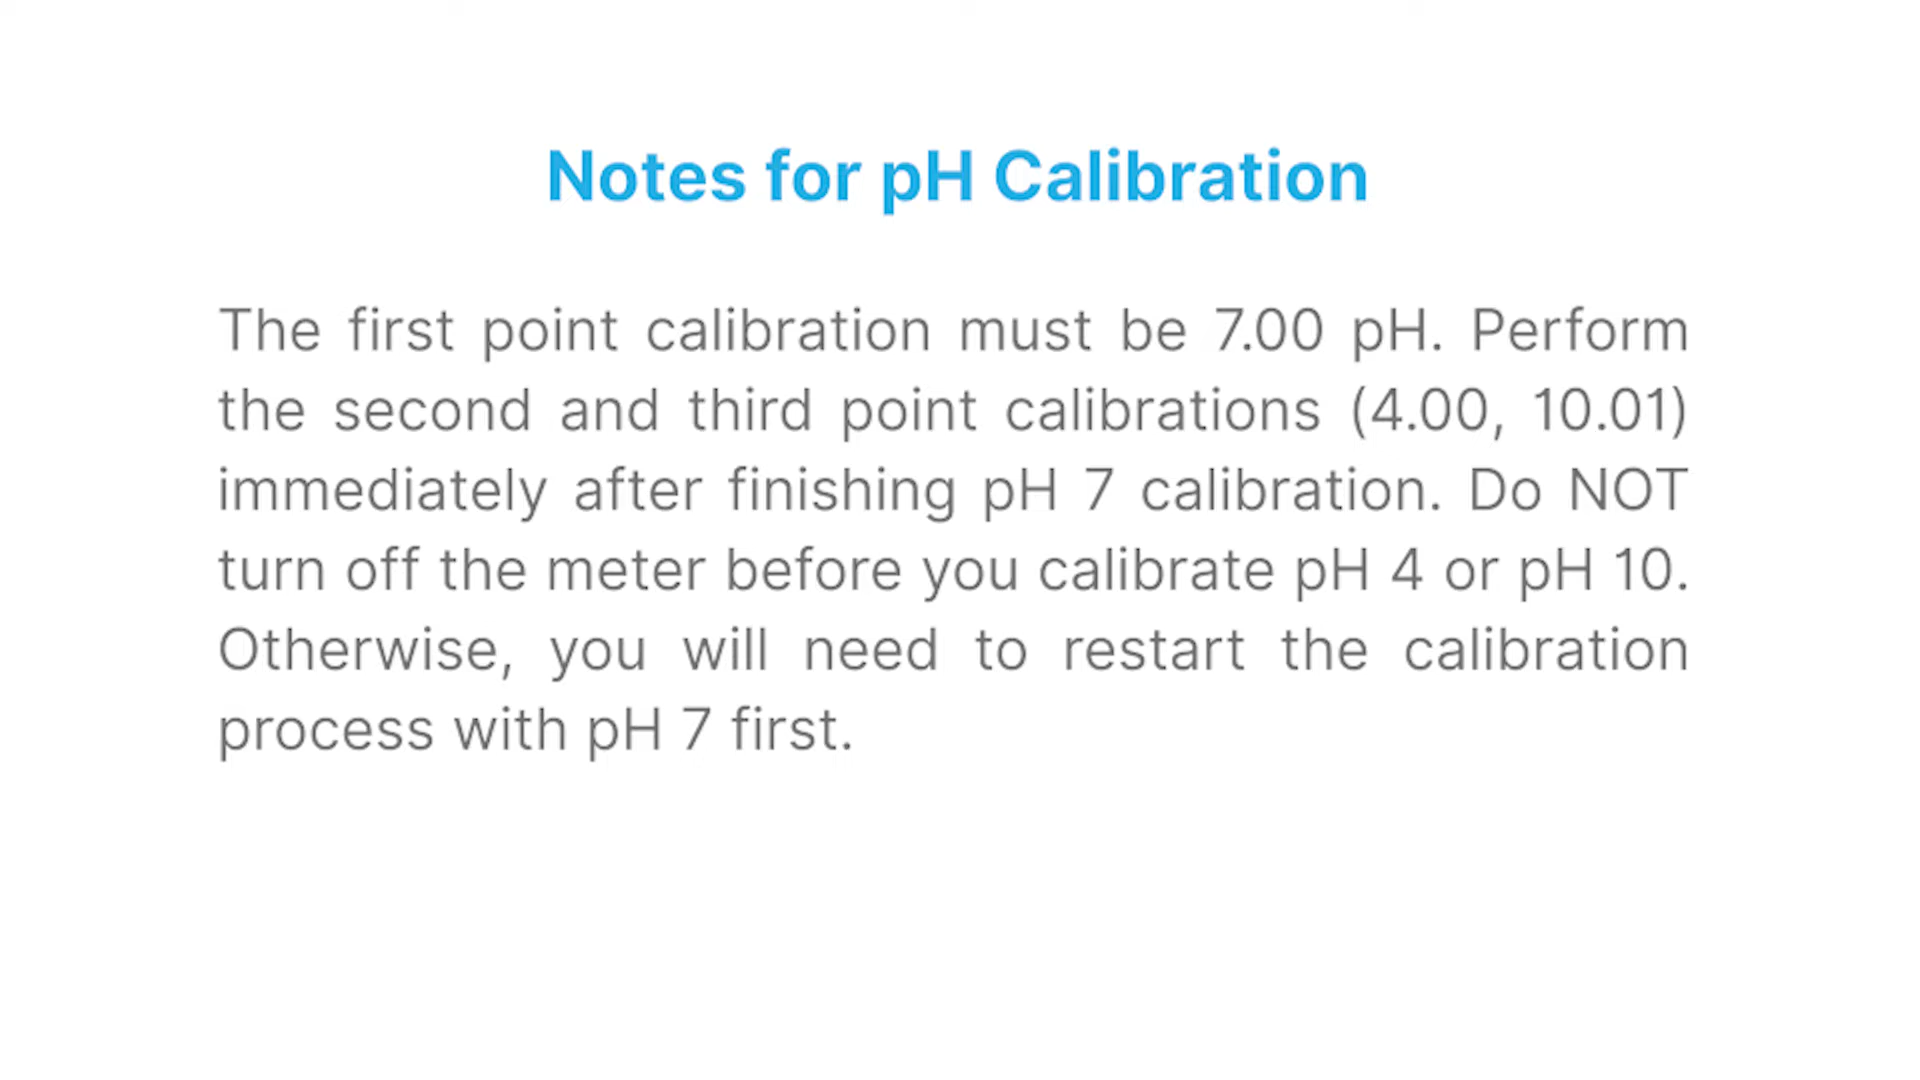 Notes for pH Calibration
The first point calibration must be 7.00 pH. Perform
the second and third point calibrations (4.00, 10.01)
immediately after finishing pH 7 calibration. Do NOT
turn off the meter before you calibrate pH 4 or pH 10.
Otherwise, you will need to restart the calibration
process with pH 7 first.